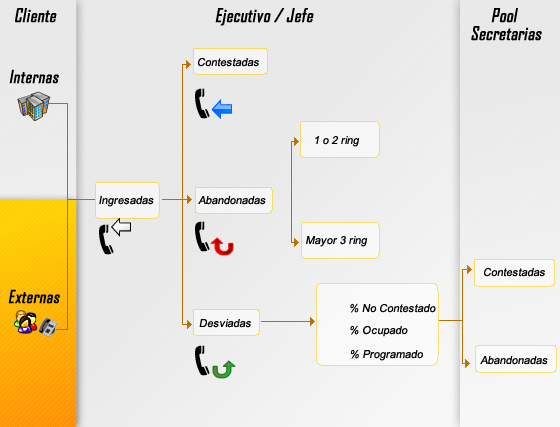 Cliente
Ejecutivo / Jefe
Pool
Secretarias
Internas
Contestadas
1 o 2 ring
Ingresadas
Abandonadas
Mayor 3 ring
Externas
Desviadas
% No Contestado
% Ocupado
% Programado
Contestadas
Abandonadas